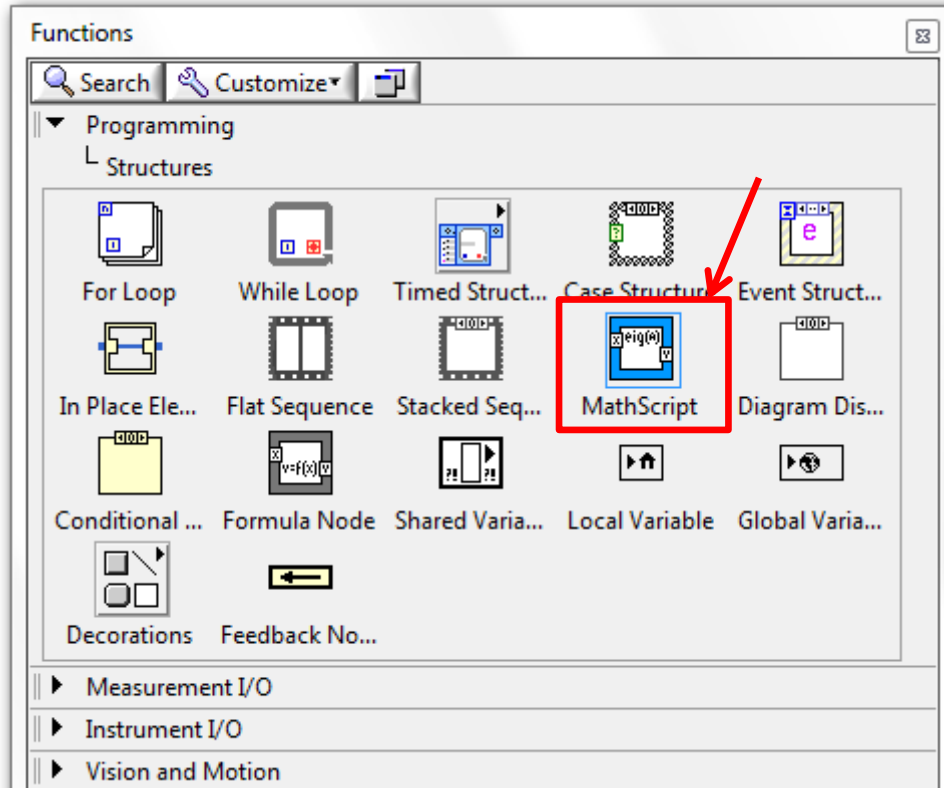 Functions
Search Customize
Programming
Structures
For Loop While Loop Timed Struct... Case Structure Event Struct...
eig(A)
In Place Ele... Flat Sequence Stacked Seq... MathScript Diagram Dis...
v=f(x)
Conditional ... Formula Node Shared Varia... Local Variable Global Varia...
Decorations Feedback No...
Measurement I/O
Instrument I/O
Vision and Motion